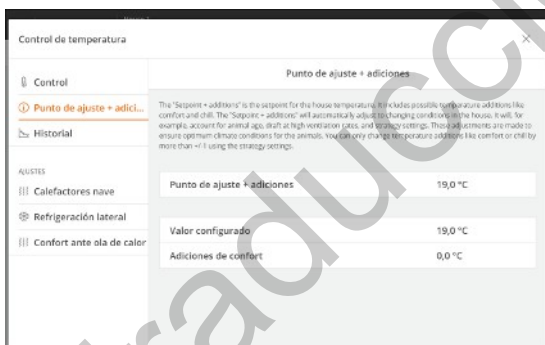 Control de temperatura
Punto de ajuste + adiciones
Control
Punto de ajuste + adici...
Historial
AJUSTES
Calefactores nave
Refrigeración lateral
Confort ante ola de calor
The "Setpoint + additions" is the setpoint for the house temperature. It includes possible temperature additions like
comfort and chill. The "Setpoint + additions" will automatically adjust to changing conditions in the house. It will, for
example, account for animal age, draft at high ventilation rates, and strategy settings. These adjustments are made to
ensure optimum climate conditions for the animals. You can only change temperature additions like comfort or chill by
more than +/-1 using the strategy settings.
Punto de ajuste + adiciones 19,0 °C
Valor configurado 19,0 °C
Adiciones de confort 0,0 °C